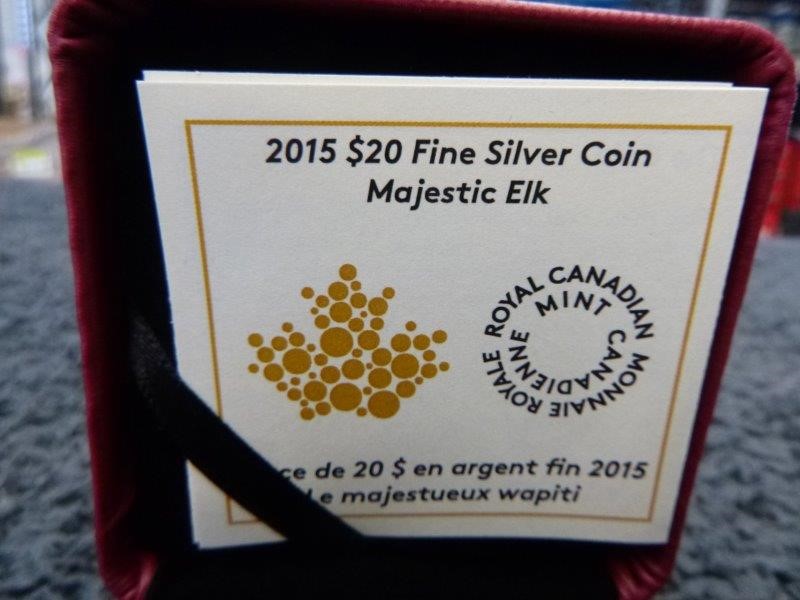 2015 $20 Fine Silver Coin
Majestic Elk
ROYAL CANADIAN MINT
MONNAIE ROYALE CANADIENNE
ce de 20 $ en argent fin 2015
Le majestueux wapiti